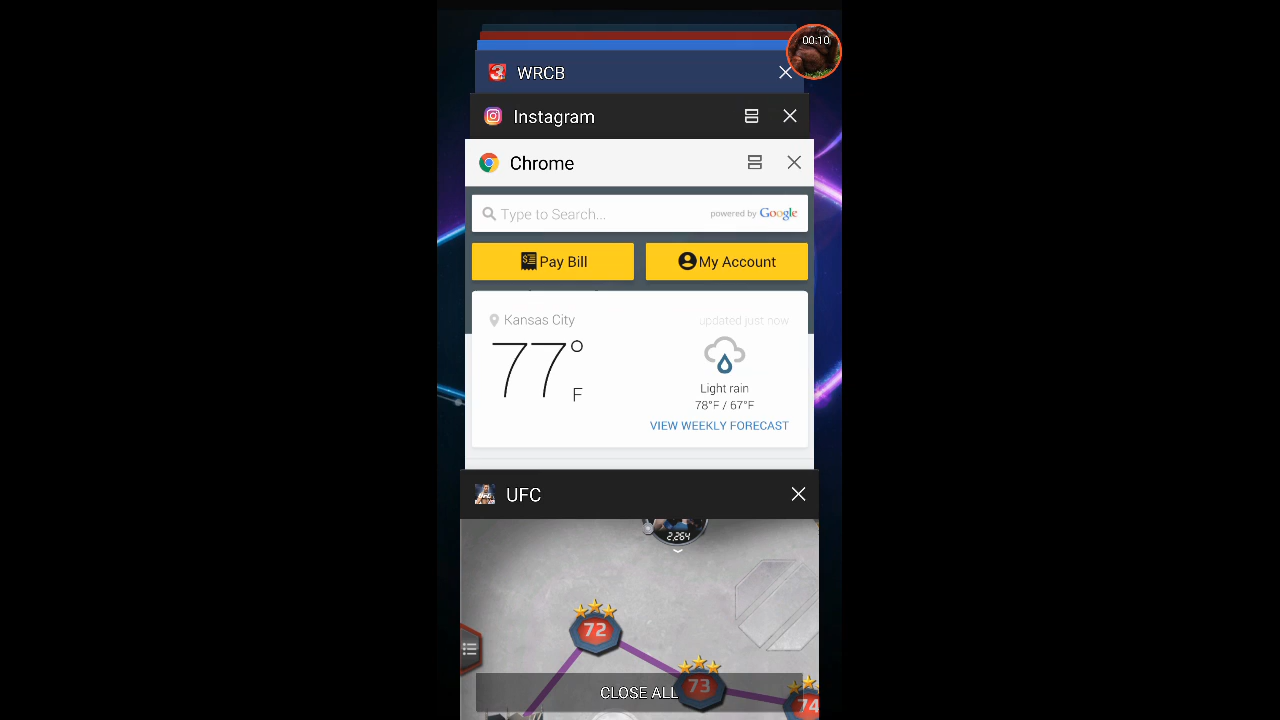 00:10
WRCB
Instagram
Chrome
Type to Search... powered by Google
Pay Bill My Account
Kansas City updated just now
77°F
Light rain
78°F / 67°F
VIEW WEEKLY FORECAST
UFC
2,264
72
73
74
CLOSE ALL